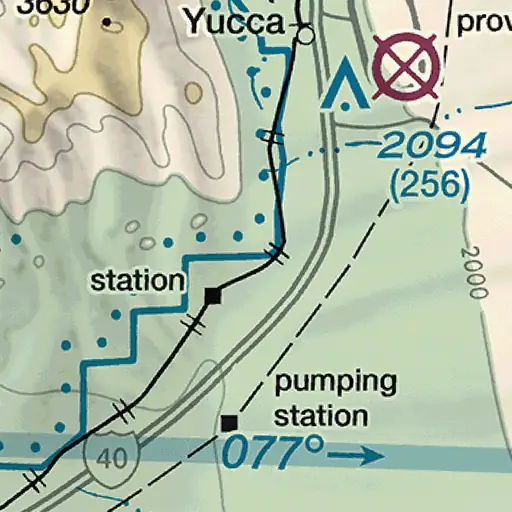 3630
Yucca
prov
2094
(256)
2000
station
pumping
station
077°
40